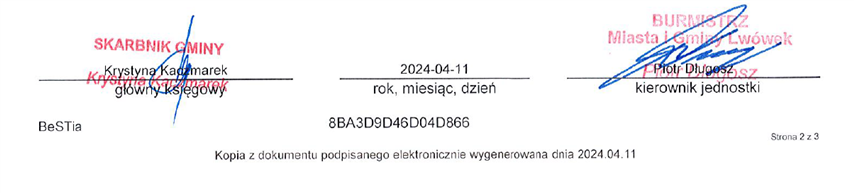 SKARBNIK GMINY
Krystyna Kaczmarek
Krystyna Kaczmarek
główny księgowy
2024-04-11
rok, miesiąc, dzień
BURMISTRZ
Miasta i Gminy Lwówek
Piotr Długosz
Piotr Długosz
kierownik jednostki
BeSTia
8BA3D9D46D04D866
Strona 2 z 3
Kopia z dokumentu podpisanego elektronicznie wygenerowana dnia 2024.04.11